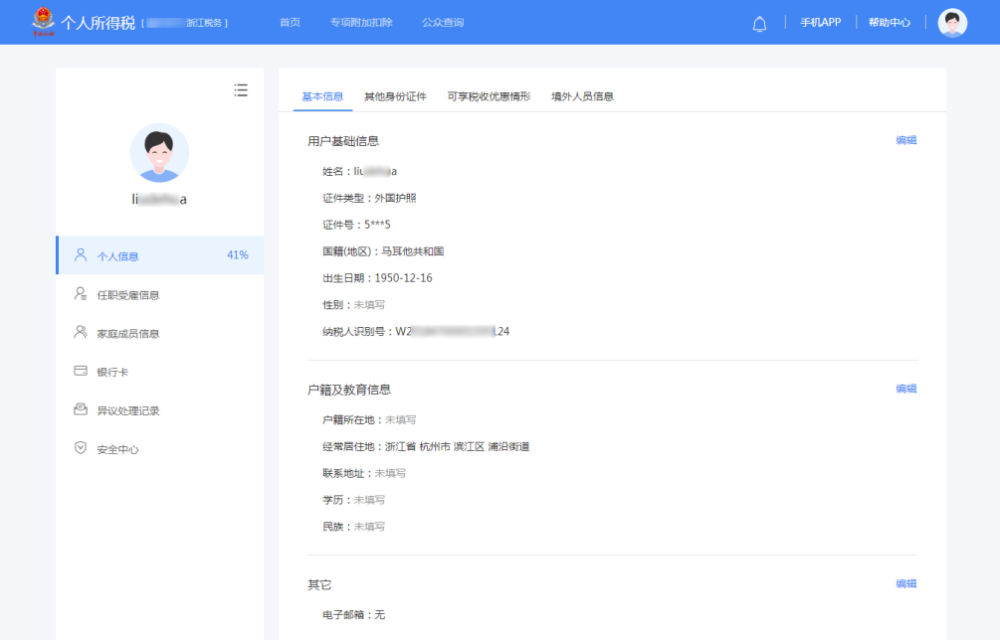 个人所得税 [ 浙江税务 ] 首页 专项附加扣除 公众查询 手机APP 帮助中心
li a
个人信息 41%
任职受雇信息
家庭成员信息
银行卡
异议处理记录
安全中心
基本信息 其他身份证件 可享税收优惠情形 境外人员信息
用户基础信息 编辑
姓名：liu a
证件类型：外国护照
证件号：5***5
国籍(地区)：马耳他共和国
出生日期：1950-12-16
性别：未填写
纳税人识别号：W2 24
户籍及教育信息 编辑
户籍所在地：未填写
经常居住地：浙江省 杭州市 滨江区 浦沿街道
联系地址：未填写
学历：未填写
民族：未填写
其它 编辑
电子邮箱：无